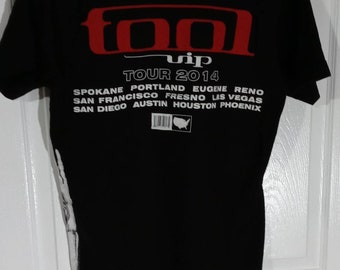 TOOL
vip
TOUR 2014
SPOKANE PORTLAND EUGENE RENO
SAN FRANCISCO FRESNO LAS VEGAS
SAN DIEGO AUSTIN HOUSTON PHOENIX